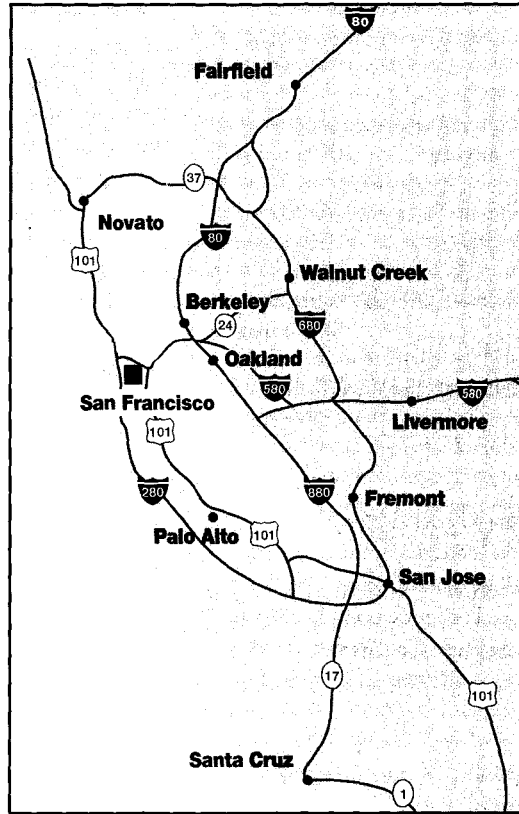 80
Fairfield
37
Novato
80
101
Walnut Creek
Berkeley
24
680
Oakland
580
580
San Francisco
Livermore
101
280
880
Fremont
Palo Alto
101
San Jose
17
101
Santa Cruz
1